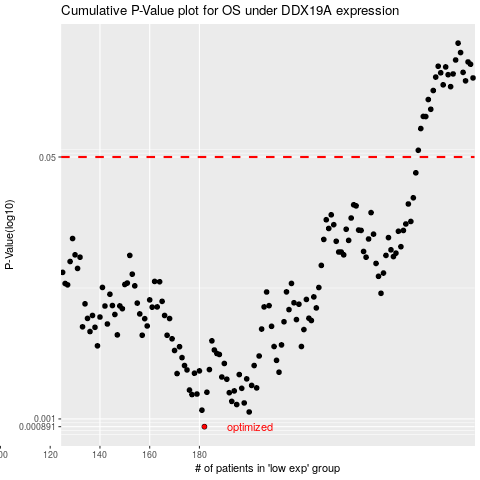 Cumulative P-Value plot for OS under DDX19A expression
P-Value(log10)
0.05
0.001
0.000891
optimized
00 120 140 160 180
# of patients in 'low exp' group